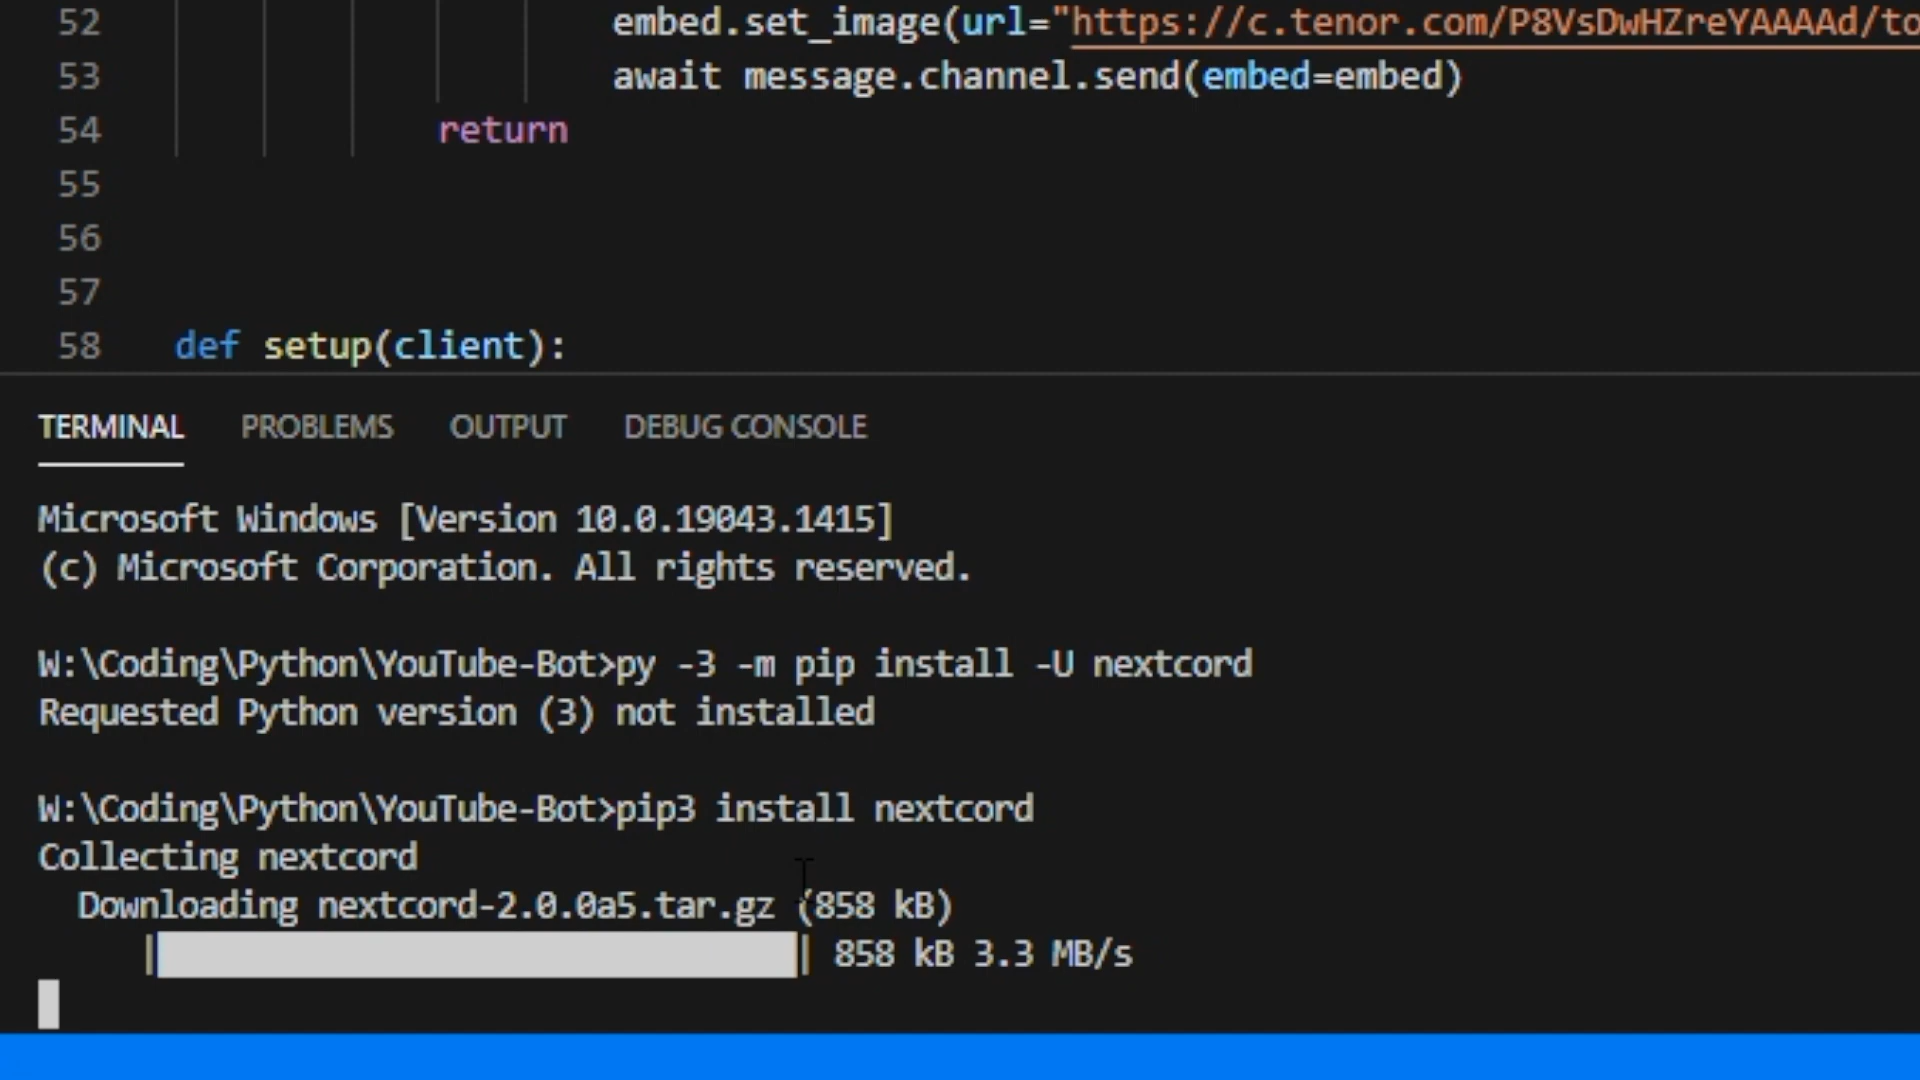 52 embed.set_image(url="https://c.tenor.com/P8VsDwHZreYAAAAd/to
53 await message.channel.send(embed=embed)
54 return
55
56
57
58 def setup(client):
TERMINAL PROBLEMS OUTPUT DEBUG CONSOLE
Microsoft Windows [Version 10.0.19043.1415]
(c) Microsoft Corporation. All rights reserved.
W:\Coding\Python\YouTube-Bot>py -3 -m pip install -U nextcord
Requested Python version (3) not installed
W:\Coding\Python\YouTube-Bot>pip3 install nextcord
Collecting nextcord
Downloading nextcord-2.0.0a5.tar.gz (858 kB)
|| 858 kB 3.3 MB/s